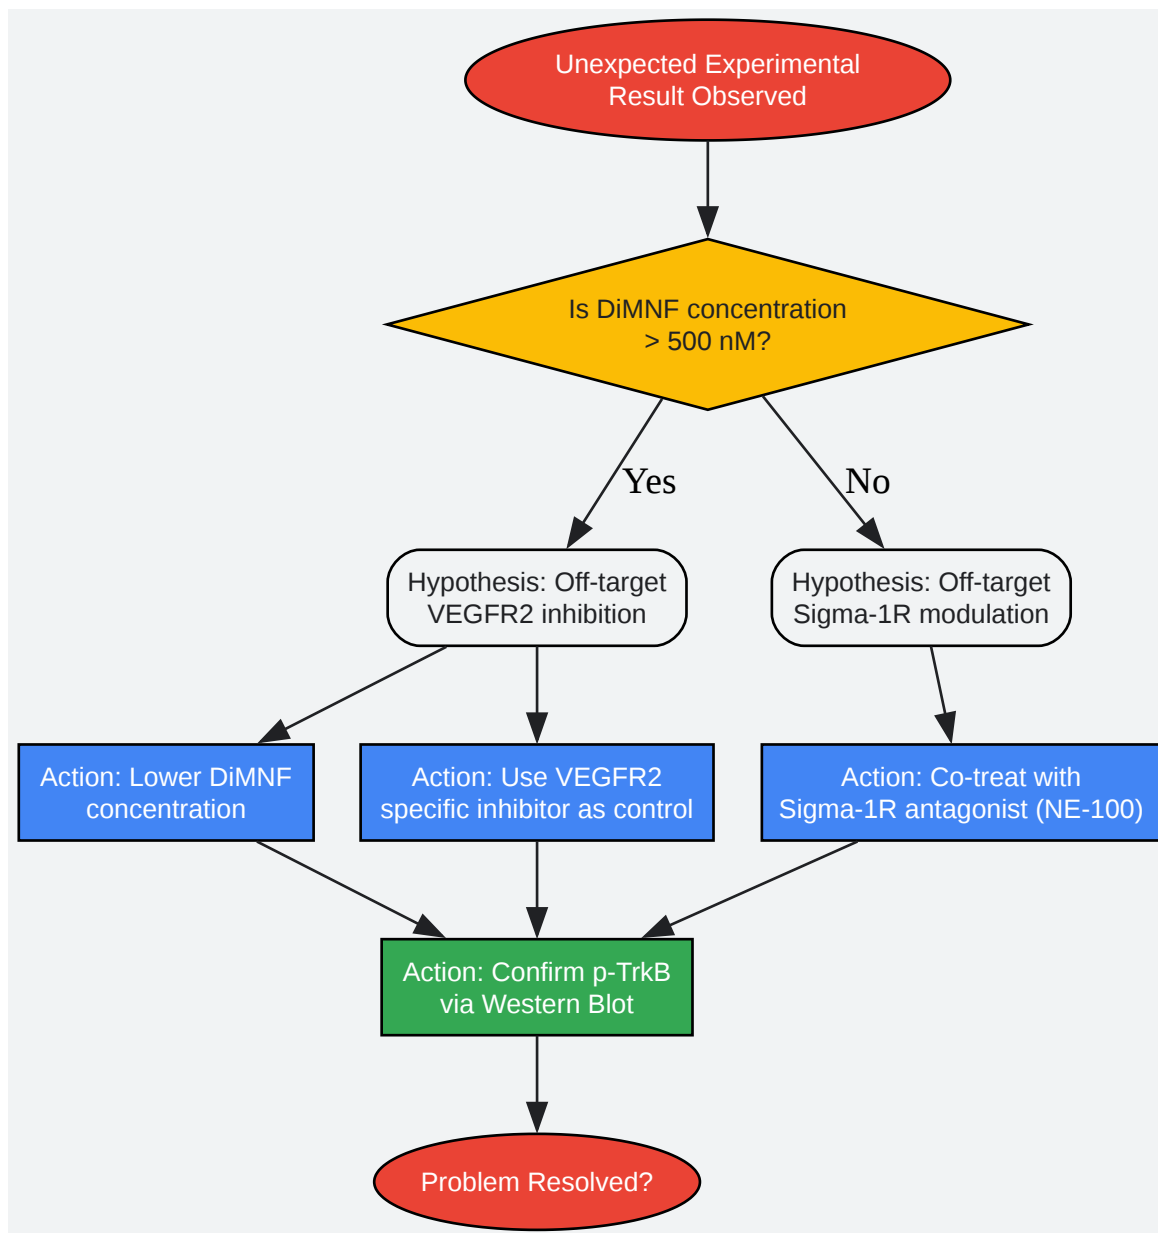 Unexpected Experimental
Result Observed
Is DiMNF concentration
> 500 nM?
Yes
No
Hypothesis: Off-target
VEGFR2 inhibition
Hypothesis: Off-target
Sigma-1R modulation
Action: Lower DiMNF
concentration
Action: Use VEGFR2
specific inhibitor as control
Action: Co-treat with
Sigma-1R antagonist (NE-100)
Action: Confirm p-TrkB
via Western Blot
Problem Resolved?